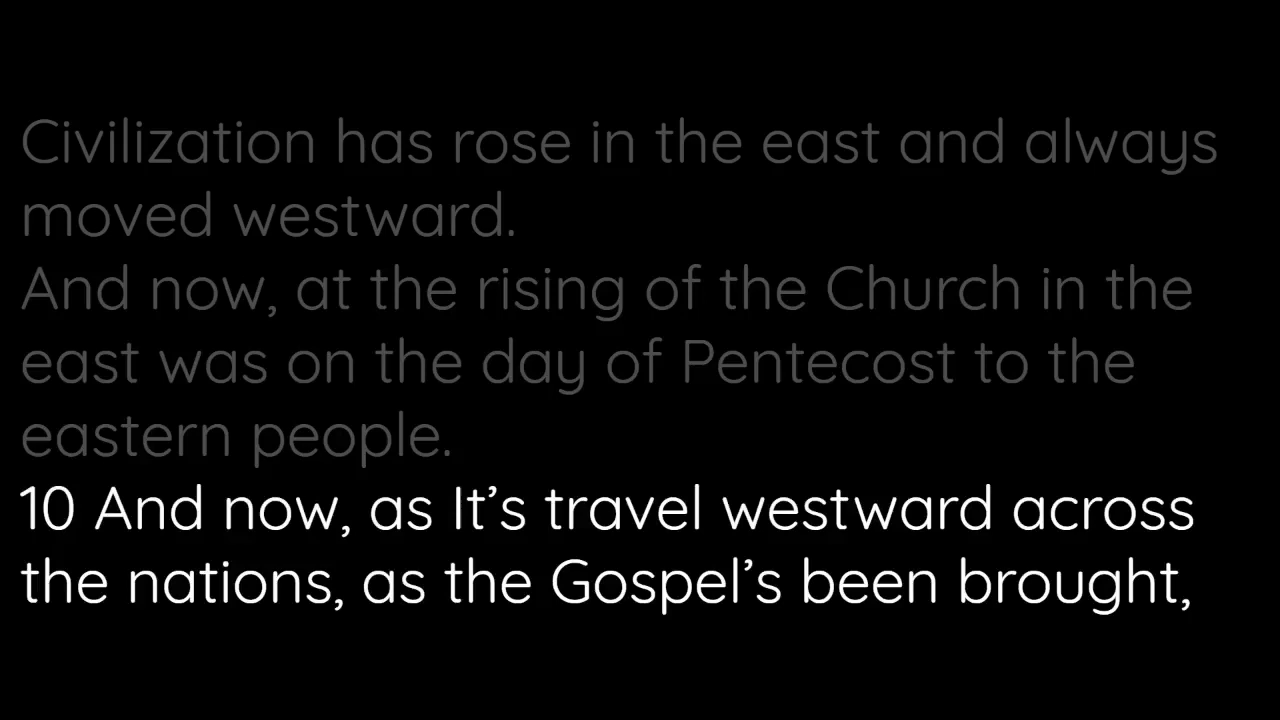 Civilization has rose in the east and always
moved westward.
And now, at the rising of the Church in the
east was on the day of Pentecost to the
eastern people.
10 And now, as It’s travel westward across
the nations, as the Gospel’s been brought,